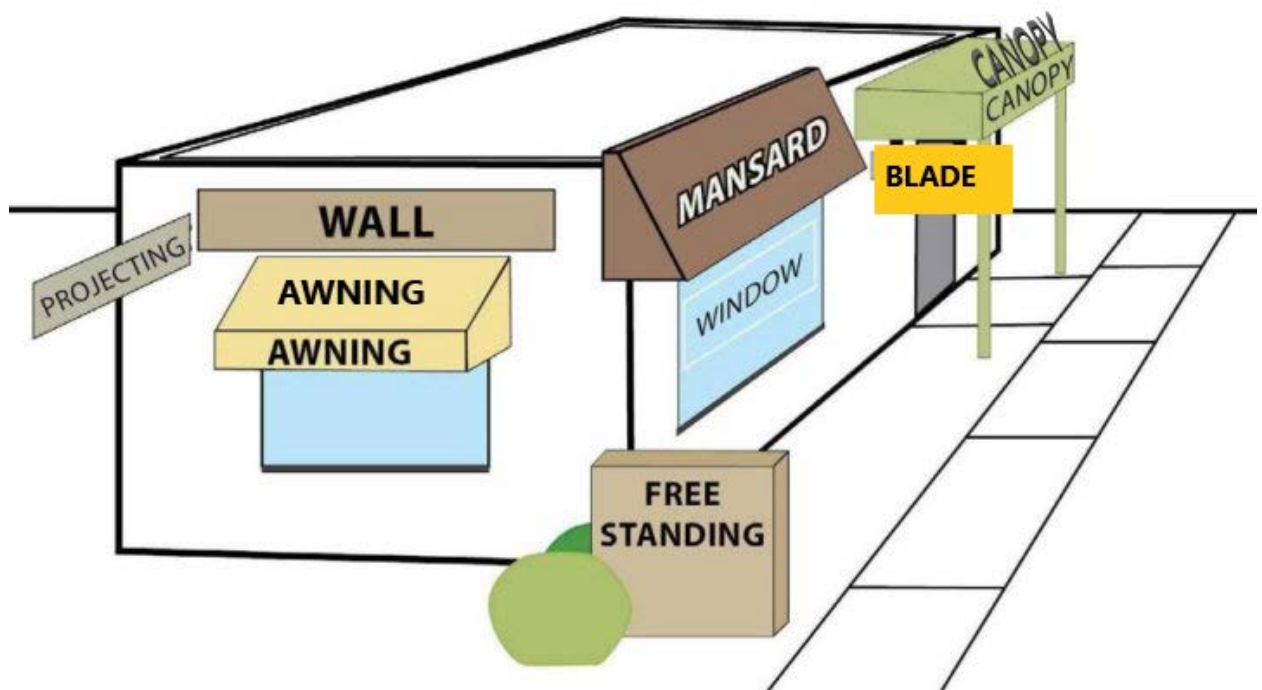 CANOPY
CANOPY
MANSARD
BLADE
WALL
PROJECTING
AWNING
AWNING
WINDOW
FREE
STANDING